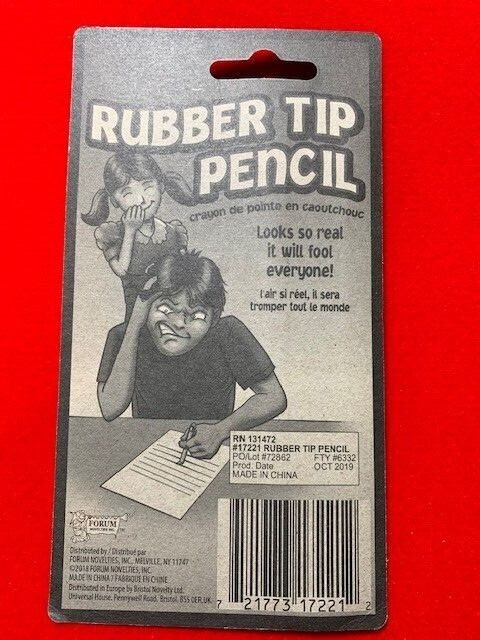 RUBBER TIP
PENCIL
crayon de pointe en caoutchouc
Looks so real
it will fool
everyone!
l'air si réel, il sera
tromper tout le monde
RN 131472
#17221 RUBBER TIP PENCIL
PO/Lot #72862 FTY #6332
Prod. Date OCT 2019
MADE IN CHINA
FORUM
NOVELTIES INC.
TM
Distributed by / Distribué par
FORUM NOVELTIES, INC., MELVILLE, NY 11747
©2018 FORUM NOVELTIES, INC.
MADE IN CHINA / FABRIQUE EN CHINE
Distributed in Europe by Bristol Novelty Ltd.
Universal House, Pennywell Road, Bristol, BS5 0ER, UK
7 21773 17221 2